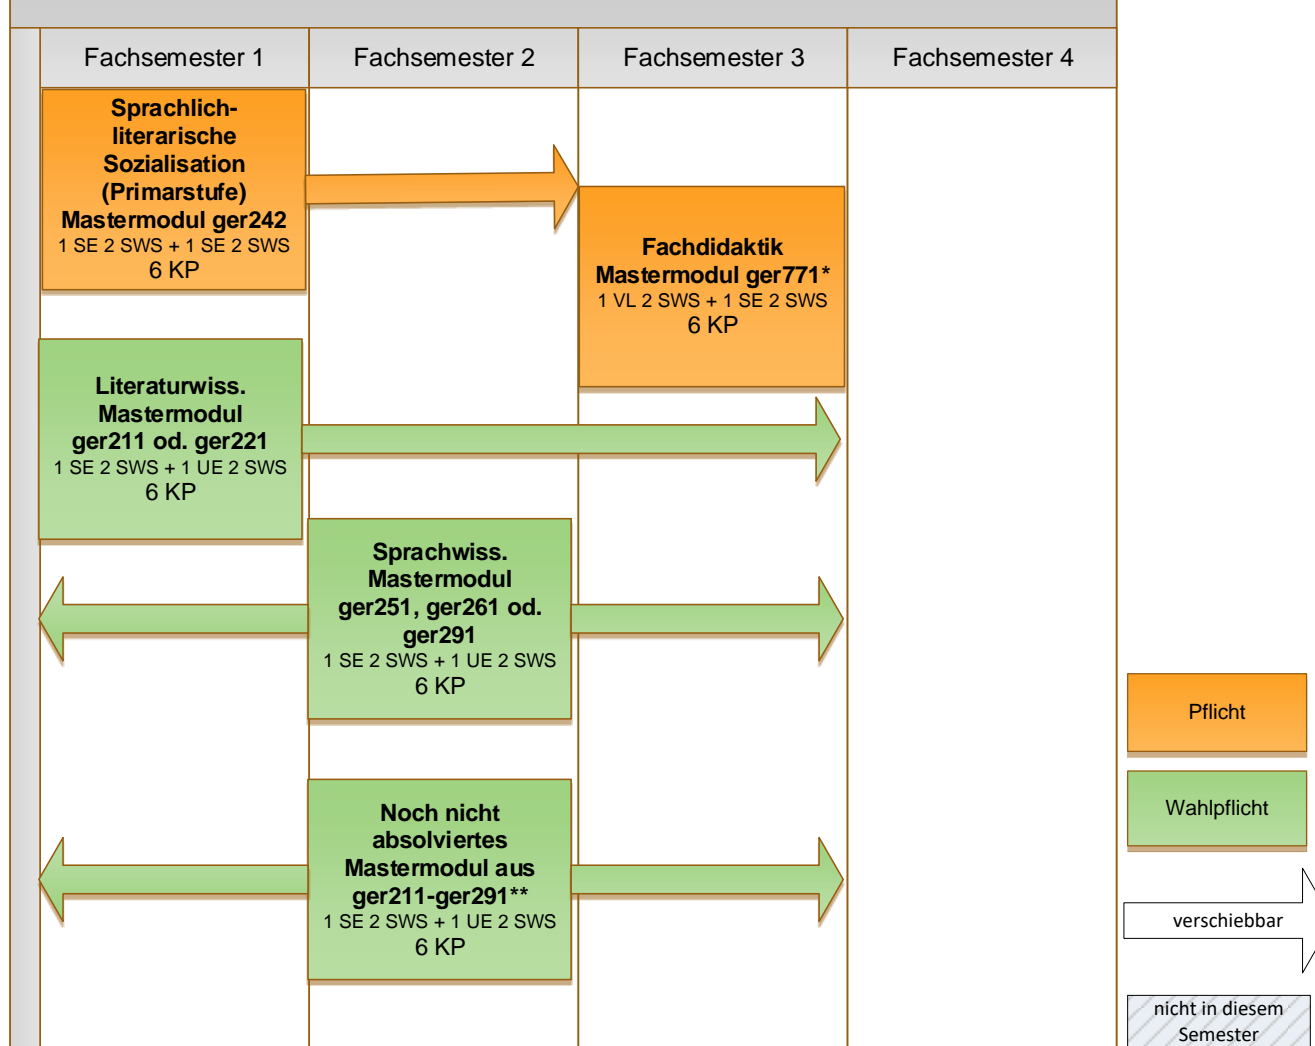 Fachsemester 1
Fachsemester 2
Fachsemester 3
Fachsemester 4
Sprachlich-
literarische
Sozialisation
(Primarstufe)
Mastermodul ger242
1 SE 2 SWS + 1 SE 2 SWS
6 KP
Fachdidaktik
Mastermodul ger771*
1 VL 2 SWS + 1 SE 2 SWS
6 KP
Literaturwiss.
Mastermodul
ger211 od. ger221
1 SE 2 SWS + 1 UE 2 SWS
6 KP
Sprachwiss.
Mastermodul
ger251, ger261 od.
ger291
1 SE 2 SWS + 1 UE 2 SWS
6 KP
Noch nicht
absolviertes
Mastermodul aus
ger211-ger291**
1 SE 2 SWS + 1 UE 2 SWS
6 KP
Pflicht
Wahlpflicht
verschiebbar
nicht in diesem
Semester